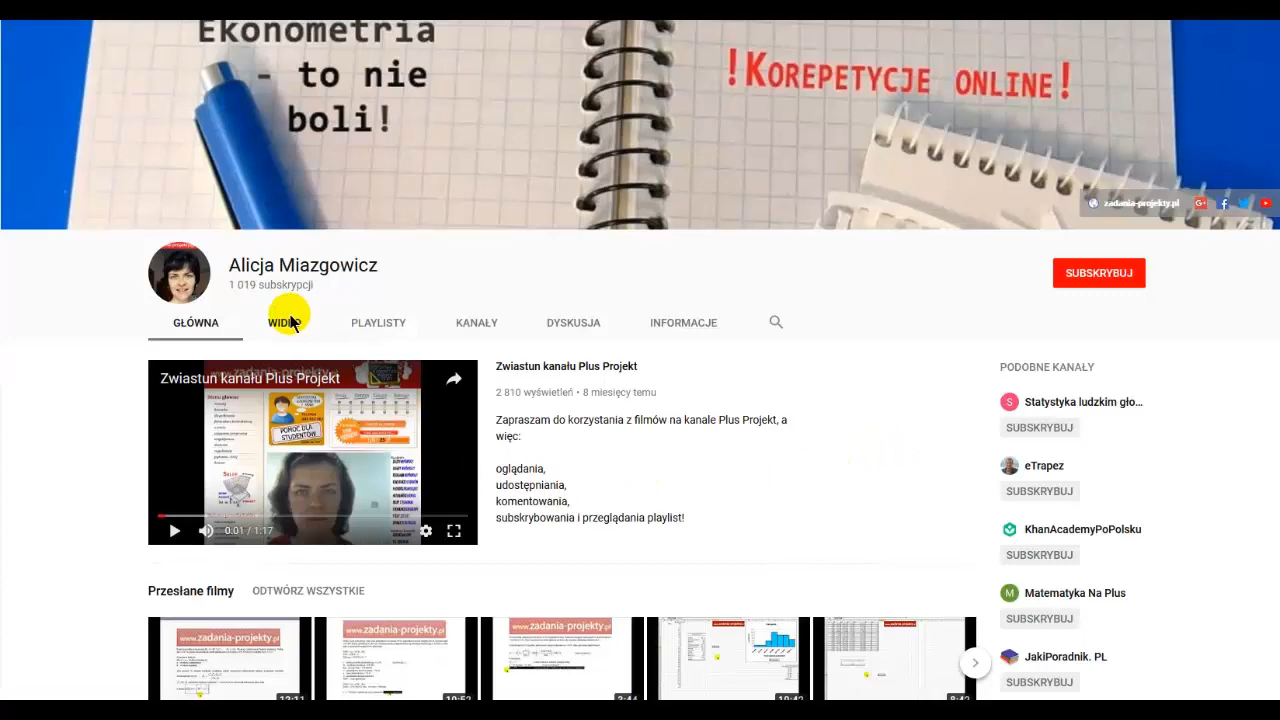 Ekonometria
- to nie
boli!
!Korepetycje online!
zadania-projekty.pl
Alicja Miazgowicz
1 019 subskrypcji
SUBSKRYBUJ
GŁÓWNA
PLAYLISTY
KANAŁY
DYSKUSJA
INFORMACJE
Zwiastun kanału Plus Projekt
www.zadania-projekty.pl
POMOC DLA
STUDENTÓW
0:01 / 1:17
Zwiastun kanału Plus Projekt
2 810 wyświetleń • 8 miesięcy temu
Zapraszam do korzystania z filmów na kanale Plus Projekt, a
więc:
oglądania,
udostępniania,
komentowania,
subskrybowania i przeglądania playlist!
PODOBNE KANAŁY
Statystyka ludzkim gło...
SUBSKRYBUJ
eTrapez
SUBSKRYBUJ
KhanAcademyPoPolsku
SUBSKRYBUJ
Matematyka Na Plus
SUBSKRYBUJ
JakiPoradnik. PL
SUBSKRYBUJ
Przesłane filmy
ODTWÓRZ WSZYSTKIE
www.zadania-projekty.pl
www.zadania-projekty.pl
www.zadania-projekty.pl